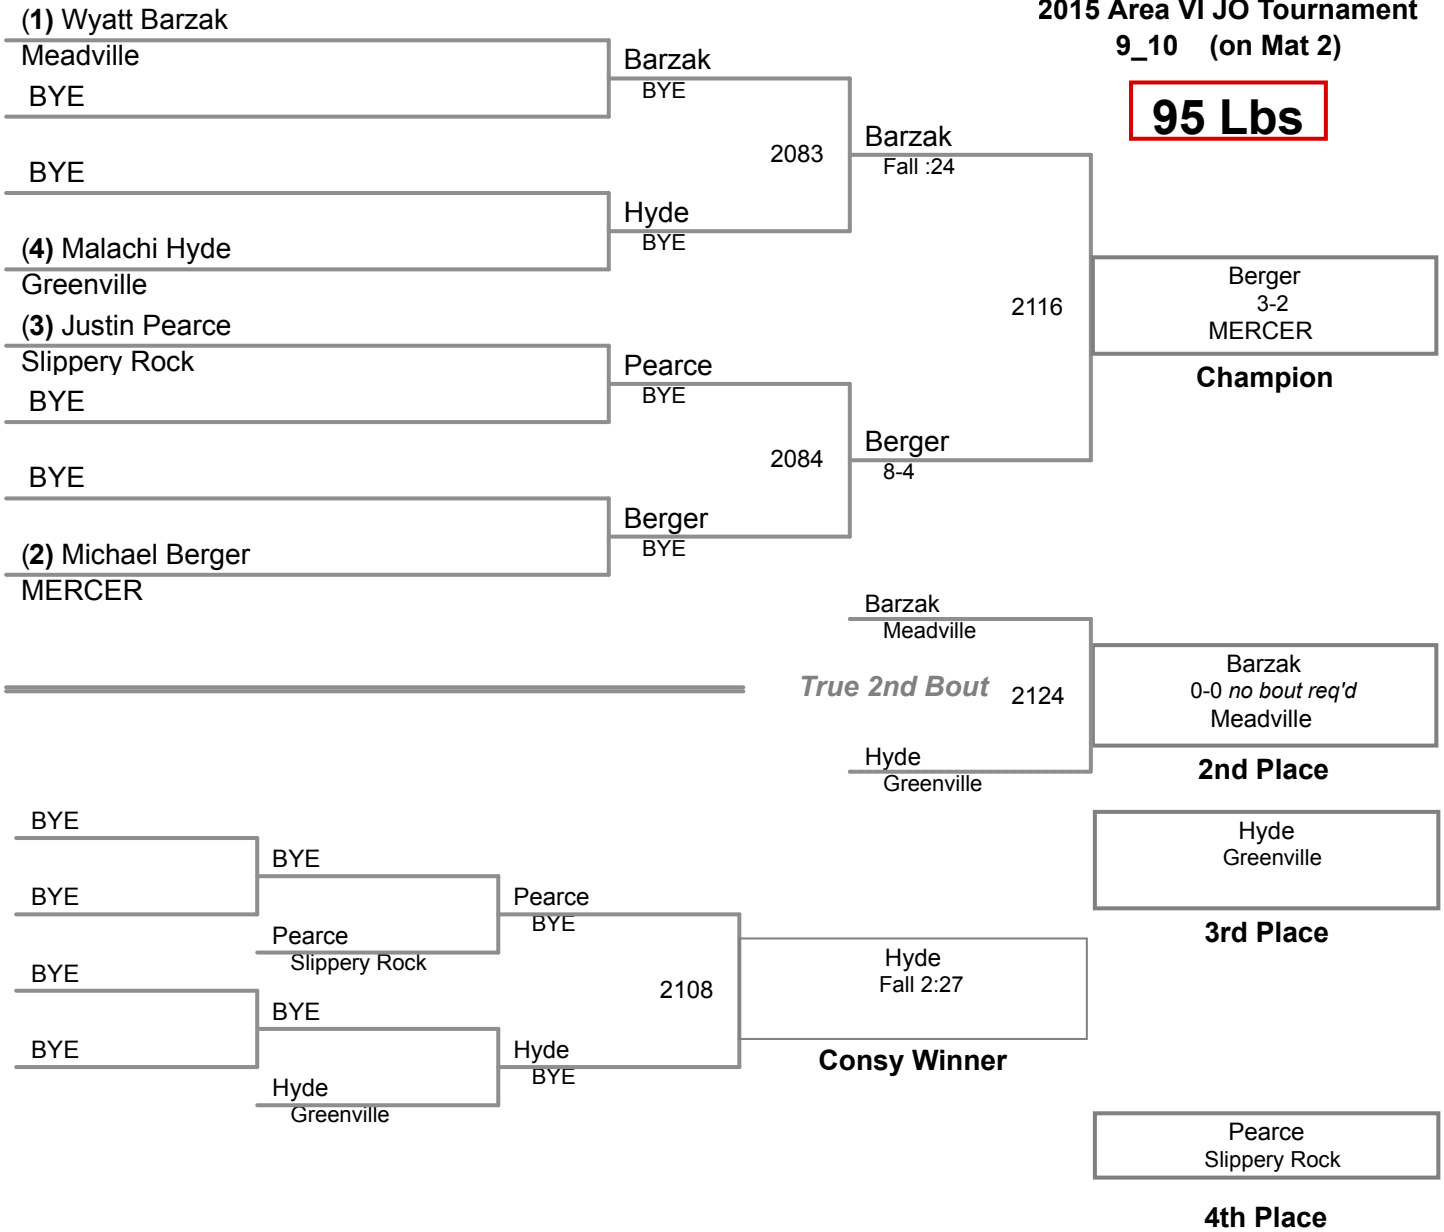 2015 Area VI JO Tournament
9_10 (on Mat 2)
95 Lbs
(1) Wyatt Barzak
Meadville
BYE
BYE
(4) Malachi Hyde
Greenville
(3) Justin Pearce
Slippery Rock
BYE
BYE
(2) Michael Berger
MERCER
Barzak
BYE
Hyde
BYE
Pearce
BYE
Berger
BYE
2083
2084
Barzak
Fall :24
Berger
8-4
2116
Berger
3-2
MERCER
Champion
Barzak
Meadville
True 2nd Bout 2124
Hyde
Greenville
Barzak
0-0 no bout req'd
Meadville
2nd Place
BYE
BYE
BYE
BYE
BYE
Pearce
Slippery Rock
BYE
Hyde
Greenville
Pearce
BYE
Hyde
BYE
2108
Hyde
Fall 2:27
Consy Winner
Hyde
Greenville
3rd Place
Pearce
Slippery Rock
4th Place